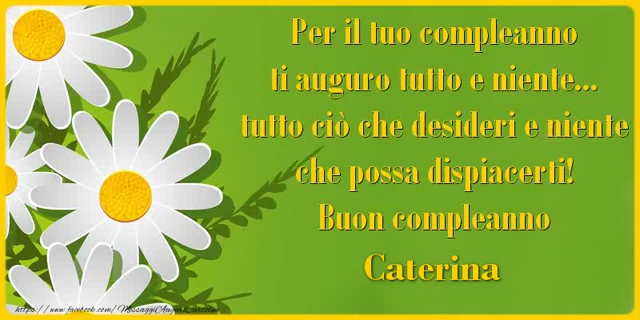 Per il tuo compleanno
ti auguro tutto e niente...
tutto ciò che desideri e niente
che possa dispiacerti!
Buon compleanno
Caterina